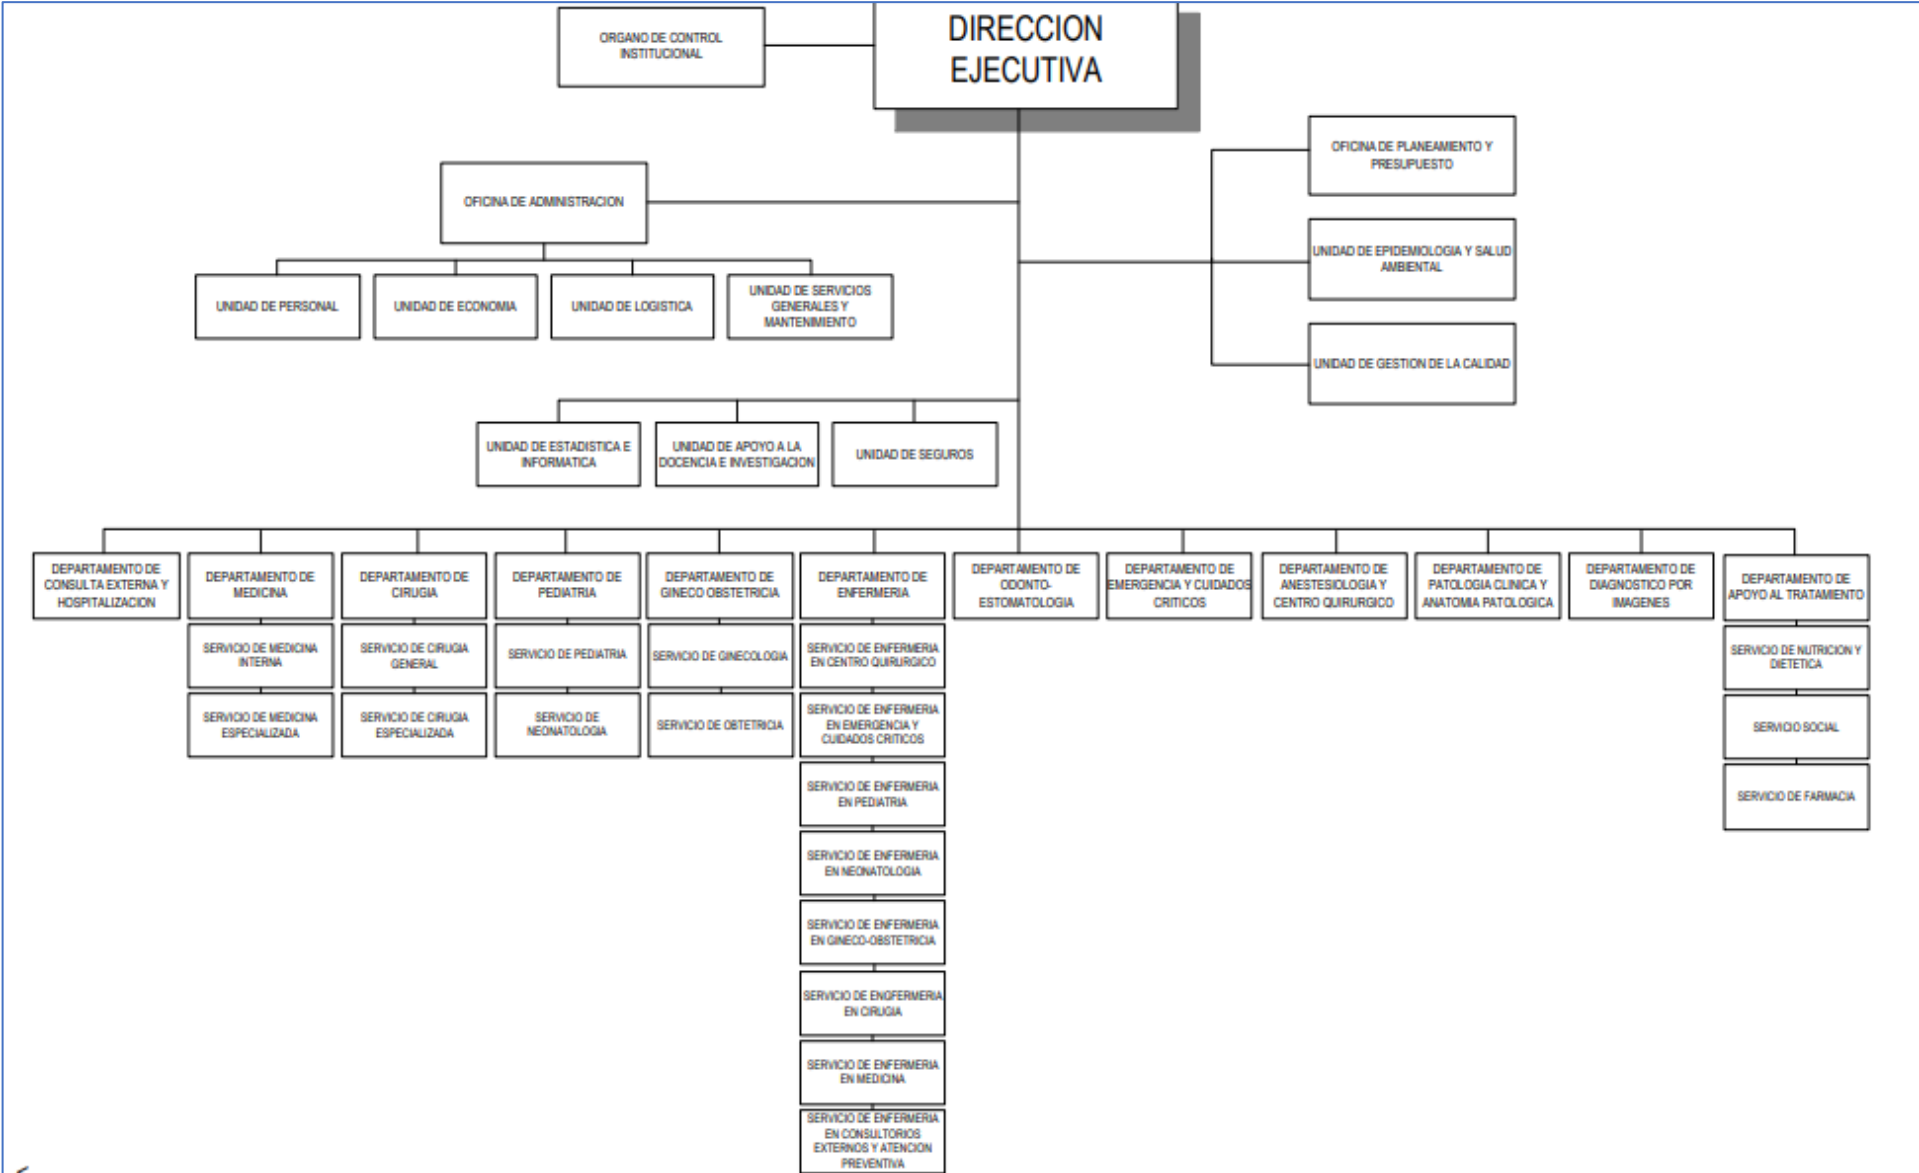 ORGANO DE CONTROL
INSTITUCIONAL
DIRECCION
EJECUTIVA
OFICINA DE PLANEAMIENTO Y
PRESUPUESTO
OFICINA DE ADMINISTRACION
UNIDAD DE EPIDEMIOLOGIA Y SALUD
AMBIENTAL
UNIDAD DE PERSONAL
UNIDAD DE ECONOMIA
UNIDAD DE LOGISTICA
UNIDAD DE SERVICIOS
GENERALES Y
MANTENIMIENTO
UNIDAD DE GESTION DE LA CALIDAD
UNIDAD DE ESTADISTICA E
INFORMATICA
UNIDAD DE APOYO A LA
DOCENCIA E INVESTIGACION
UNIDAD DE SEGUROS
DEPARTAMENTO DE
CONSULTA EXTERNA Y
HOSPITALIZACION
DEPARTAMENTO DE
MEDICINA
DEPARTAMENTO DE
CIRUGIA
DEPARTAMENTO DE
PEDIATRIA
DEPARTAMENTO DE
GINECO OBSTETRICIA
DEPARTAMENTO DE
ENFERMERIA
DEPARTAMENTO DE
ODONTO-
ESTOMATOLOGIA
DEPARTAMENTO DE
EMERGENCIA Y CUIDADOS
CRITICOS
DEPARTAMENTO DE
ANESTESIOLOGIA Y
CENTRO QUIRURGICO
DEPARTAMENTO DE
PATOLOGIA CLINICA Y
ANATOMIA PATOLOGICA
DEPARTAMENTO DE
DIAGNOSTICO POR
IMAGENES
DEPARTAMENTO DE
APOYO AL TRATAMIENTO
SERVICIO DE MEDICINA
INTERNA
SERVICIO DE CIRUGIA
GENERAL
SERVICIO DE PEDIATRIA
SERVICIO DE GINECOLOGIA
SERVICIO DE ENFERMERIA
EN CENTRO QUIRURGICO
SERVICIO DE NUTRICION Y
DIETETICA
SERVICIO DE MEDICINA
ESPECIALIZADA
SERVICIO DE CIRUGIA
ESPECIALIZADA
SERVICIO DE
NEONATOLOGIA
SERVICIO DE OBTETRICIA
SERVICIO DE ENFERMERIA
EN EMERGENCIA Y
CUIDADOS CRITICOS
SERVICIO SOCIAL
SERVICIO DE ENFERMERIA
EN PEDIATRIA
SERVICIO DE FARMACIA
SERVICIO DE ENFERMERIA
EN NEONATOLOGIA
SERVICIO DE ENFERMERIA
EN GINECO-OBSTETRICIA
SERVICIO DE ENGFERMERIA
EN CIRUGIA
SERVICIO DE ENFERMERIA
EN MEDICINA
SERVICIO DE ENFERMERIA
EN CONSULTORIOS
EXTERNOS Y ATENCION
PREVENTIVA